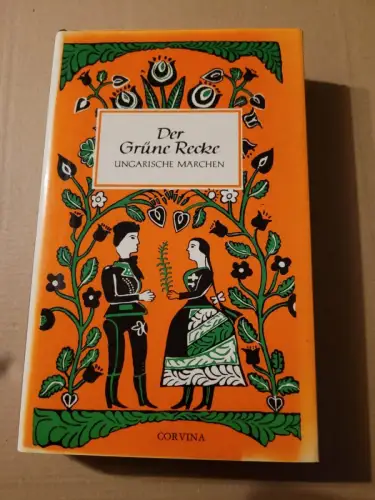 Der
Grüne Recke
UNGARISCHE MÄRCHEN
CORVINA